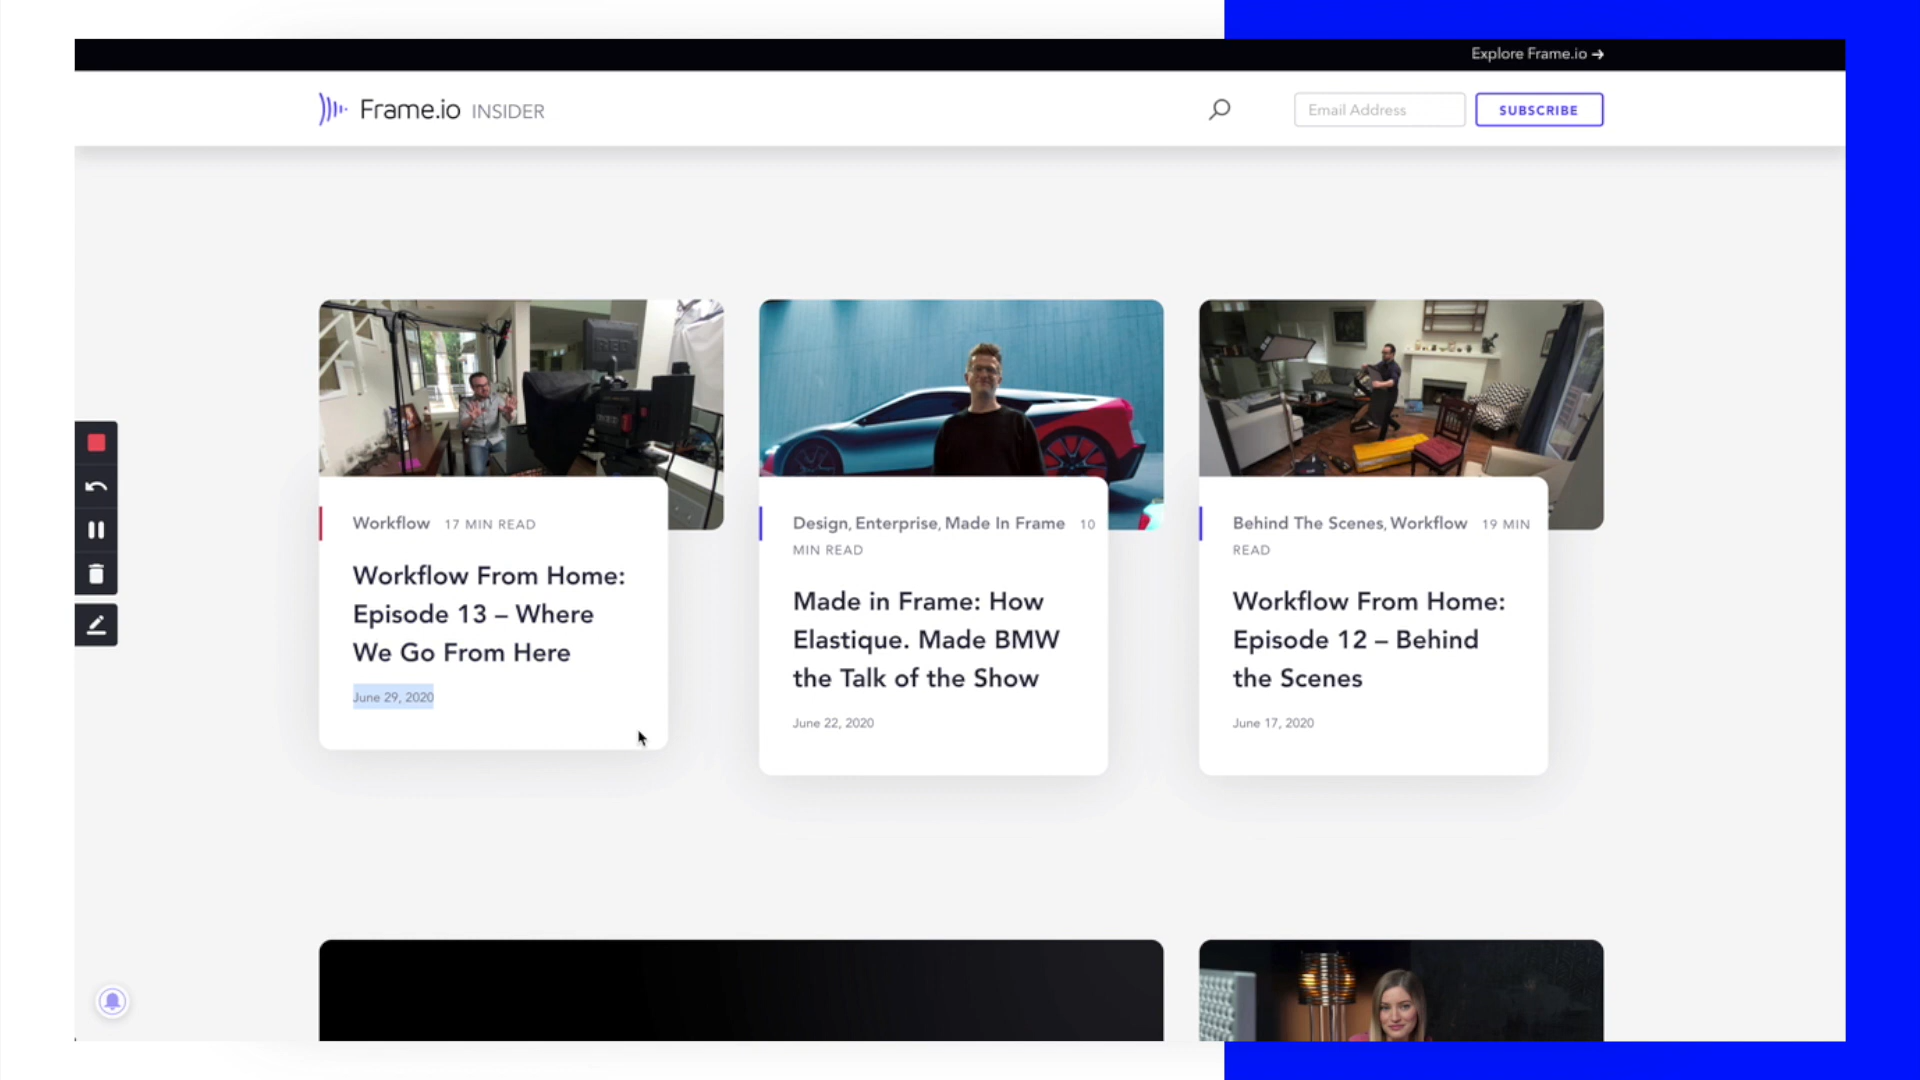 Explore Frame.io →
Frame.io INSIDER
Email Address
SUBSCRIBE
RED
Workflow 17 MIN READ
Workflow From Home:
Episode 13 – Where
We Go From Here
June 29, 2020
Design, Enterprise, Made In Frame 10
MIN READ
Made in Frame: How
Elastique. Made BMW
the Talk of the Show
June 22, 2020
Behind The Scenes, Workflow 19 MIN
READ
Workflow From Home:
Episode 12 – Behind
the Scenes
June 17, 2020